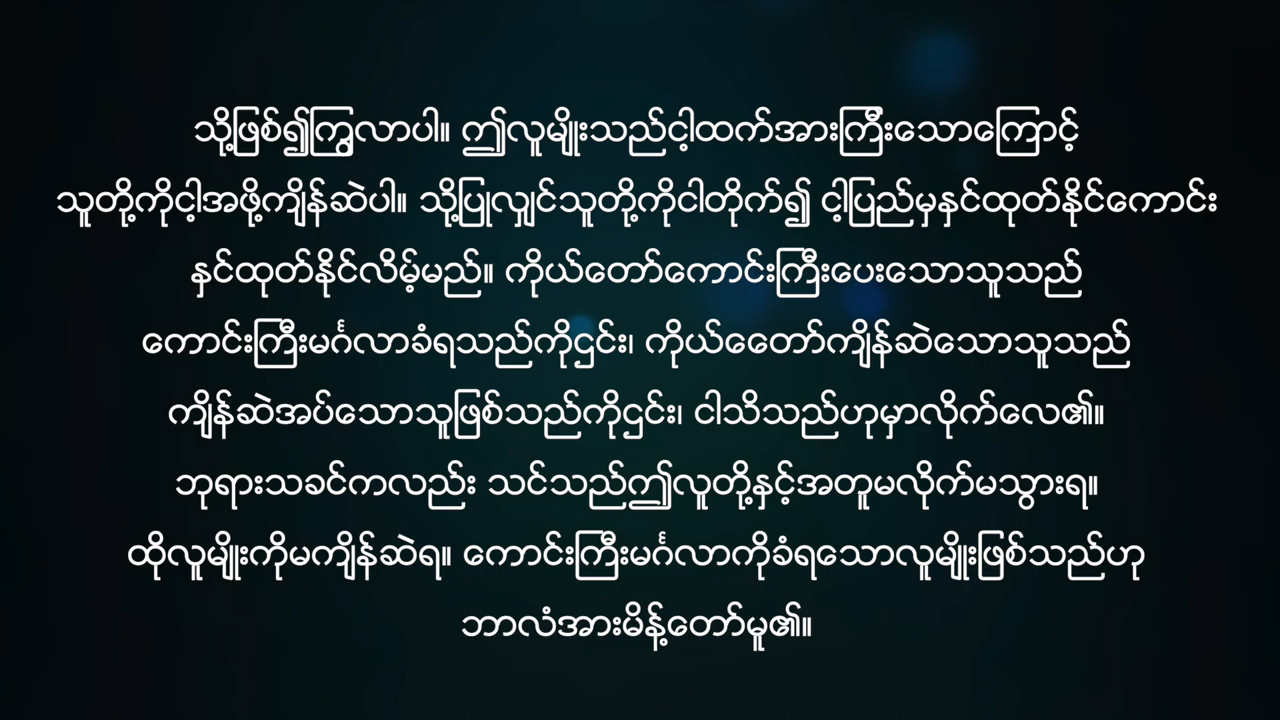 သို့ဖြစ်၍ကြွလာပါ။ ဤလူမျိုးသည်ငါ့ထက်အားကြီးသောကြောင့်
သူတို့ကိုငါ့အဖို့ကျိန်ဆဲပါ။ သို့ပြုလျှင်သူတို့ကိုငါတိုက်၍ ငါ့ပြည်မှနှင်ထုတ်နိုင်ကောင်း
နှင်ထုတ်နိုင်လိမ့်မည်။ ကိုယ်တော်ကောင်းကြီးပေးသောသူသည်
ကောင်းကြီးမင်္ဂလာခံရသည်ကို၎င်း၊ ကိုယ်တေော်ကျိန်ဆဲသောသူသည်
ကျိန်ဆဲအပ်သောသူဖြစ်သည်ကို၎င်း၊ ငါသိသည်ဟုမှာလိုက်လေ၏။
ဘုရားသခင်ကလည်း သင်သည်ဤလူတို့နှင့်အတူမလိုက်မသွားရ။
ထိုလူမျိုးကိုမကျိန်ဆဲရ။ ကောင်းကြီးမင်္ဂလာကိုခံရသောလူမျိုးဖြစ်သည်ဟု
ဘာလံအားမိန့်တော်မူ၏။